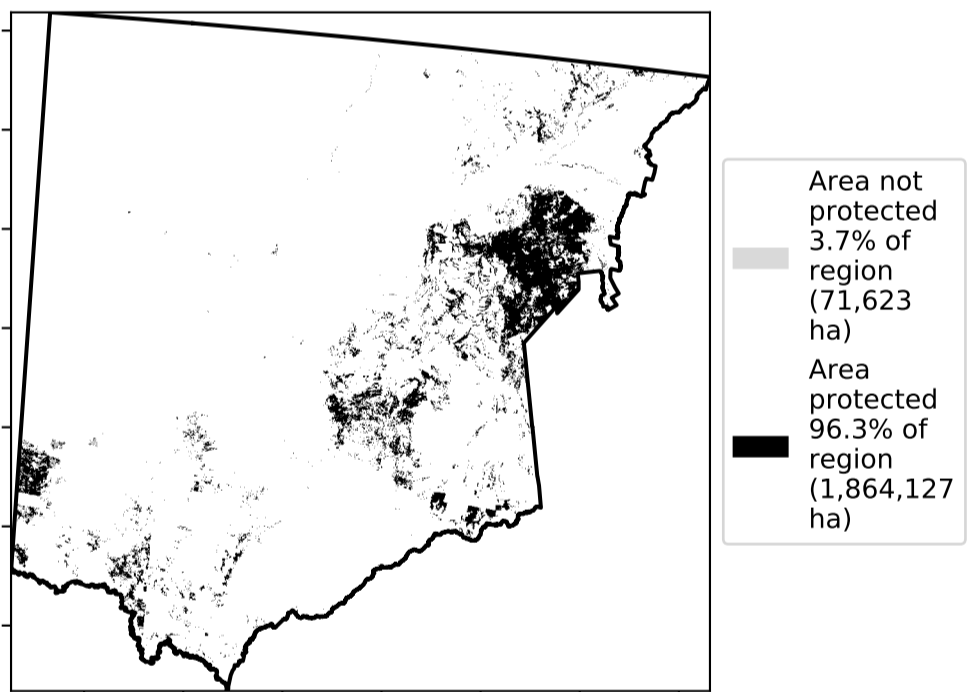 Area not
protected
3.7% of
region
(71,623
ha)
Area
protected
96.3% of
region
(1,864,127
ha)